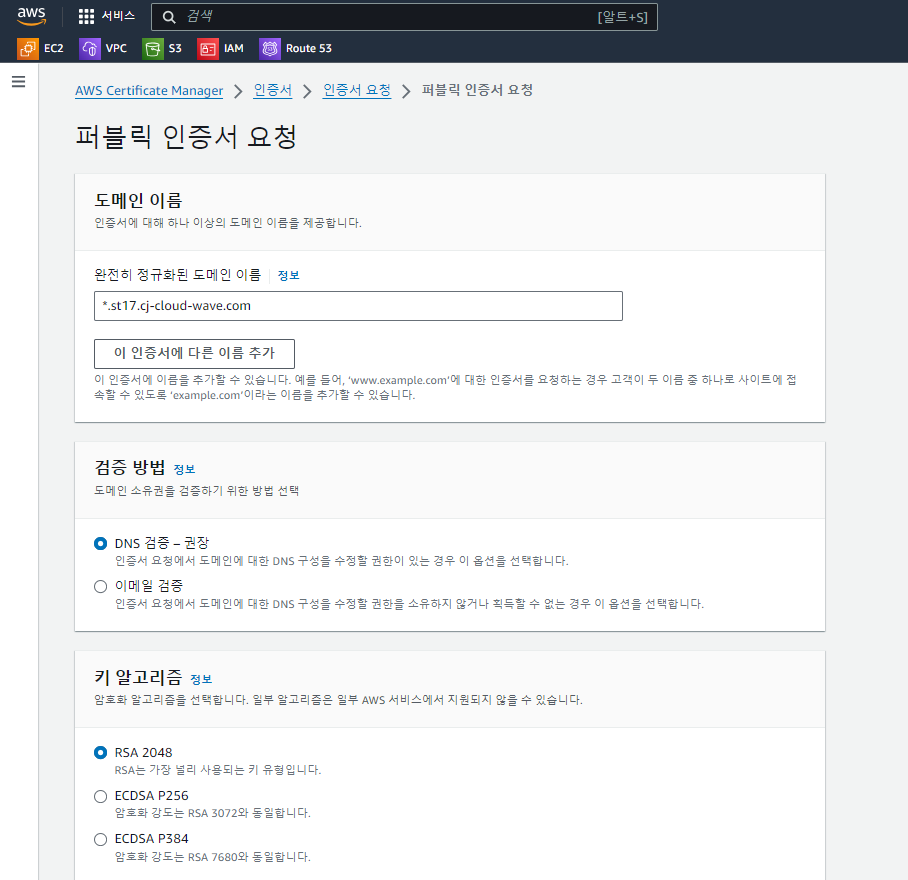 aws 서비스 검색 [알트+S]
EC2 VPC S3 IAM Route 53
AWS Certificate Manager 인증서 인증서 요청 퍼블릭 인증서 요청
퍼블릭 인증서 요청
도메인 이름
인증서에 대해 하나 이상의 도메인 이름을 제공합니다.
완전히 정규화된 도메인 이름 정보
*.st17.cj-cloud-wave.com
이 인증서에 다른 이름 추가
이 인증서에 이름을 추가할 수 있습니다. 예를 들어, ‘www.example.com’에 대한 인증서를 요청하는 경우 고객이 두 이름 중 하나로 사이트에 접
속할 수 있도록 ‘example.com’이라는 이름을 추가할 수 있습니다.
검증 방법 정보
도메인 소유권을 검증하기 위한 방법 선택
DNS 검증 – 권장
인증서 요청에서 도메인에 대한 DNS 구성을 수정할 권한이 있는 경우 이 옵션을 선택합니다.
이메일 검증
인증서 요청에서 도메인에 대한 DNS 구성을 수정할 권한을 소유하지 않거나 획득할 수 없는 경우 이 옵션을 선택합니다.
키 알고리즘 정보
암호화 알고리즘을 선택합니다. 일부 알고리즘은 일부 AWS 서비스에서 지원되지 않을 수 있습니다.
RSA 2048
RSA는 가장 널리 사용되는 키 유형입니다.
ECDSA P256
암호화 강도는 RSA 3072와 동일합니다.
ECDSA P384
암호화 강도는 RSA 7680와 동일합니다.